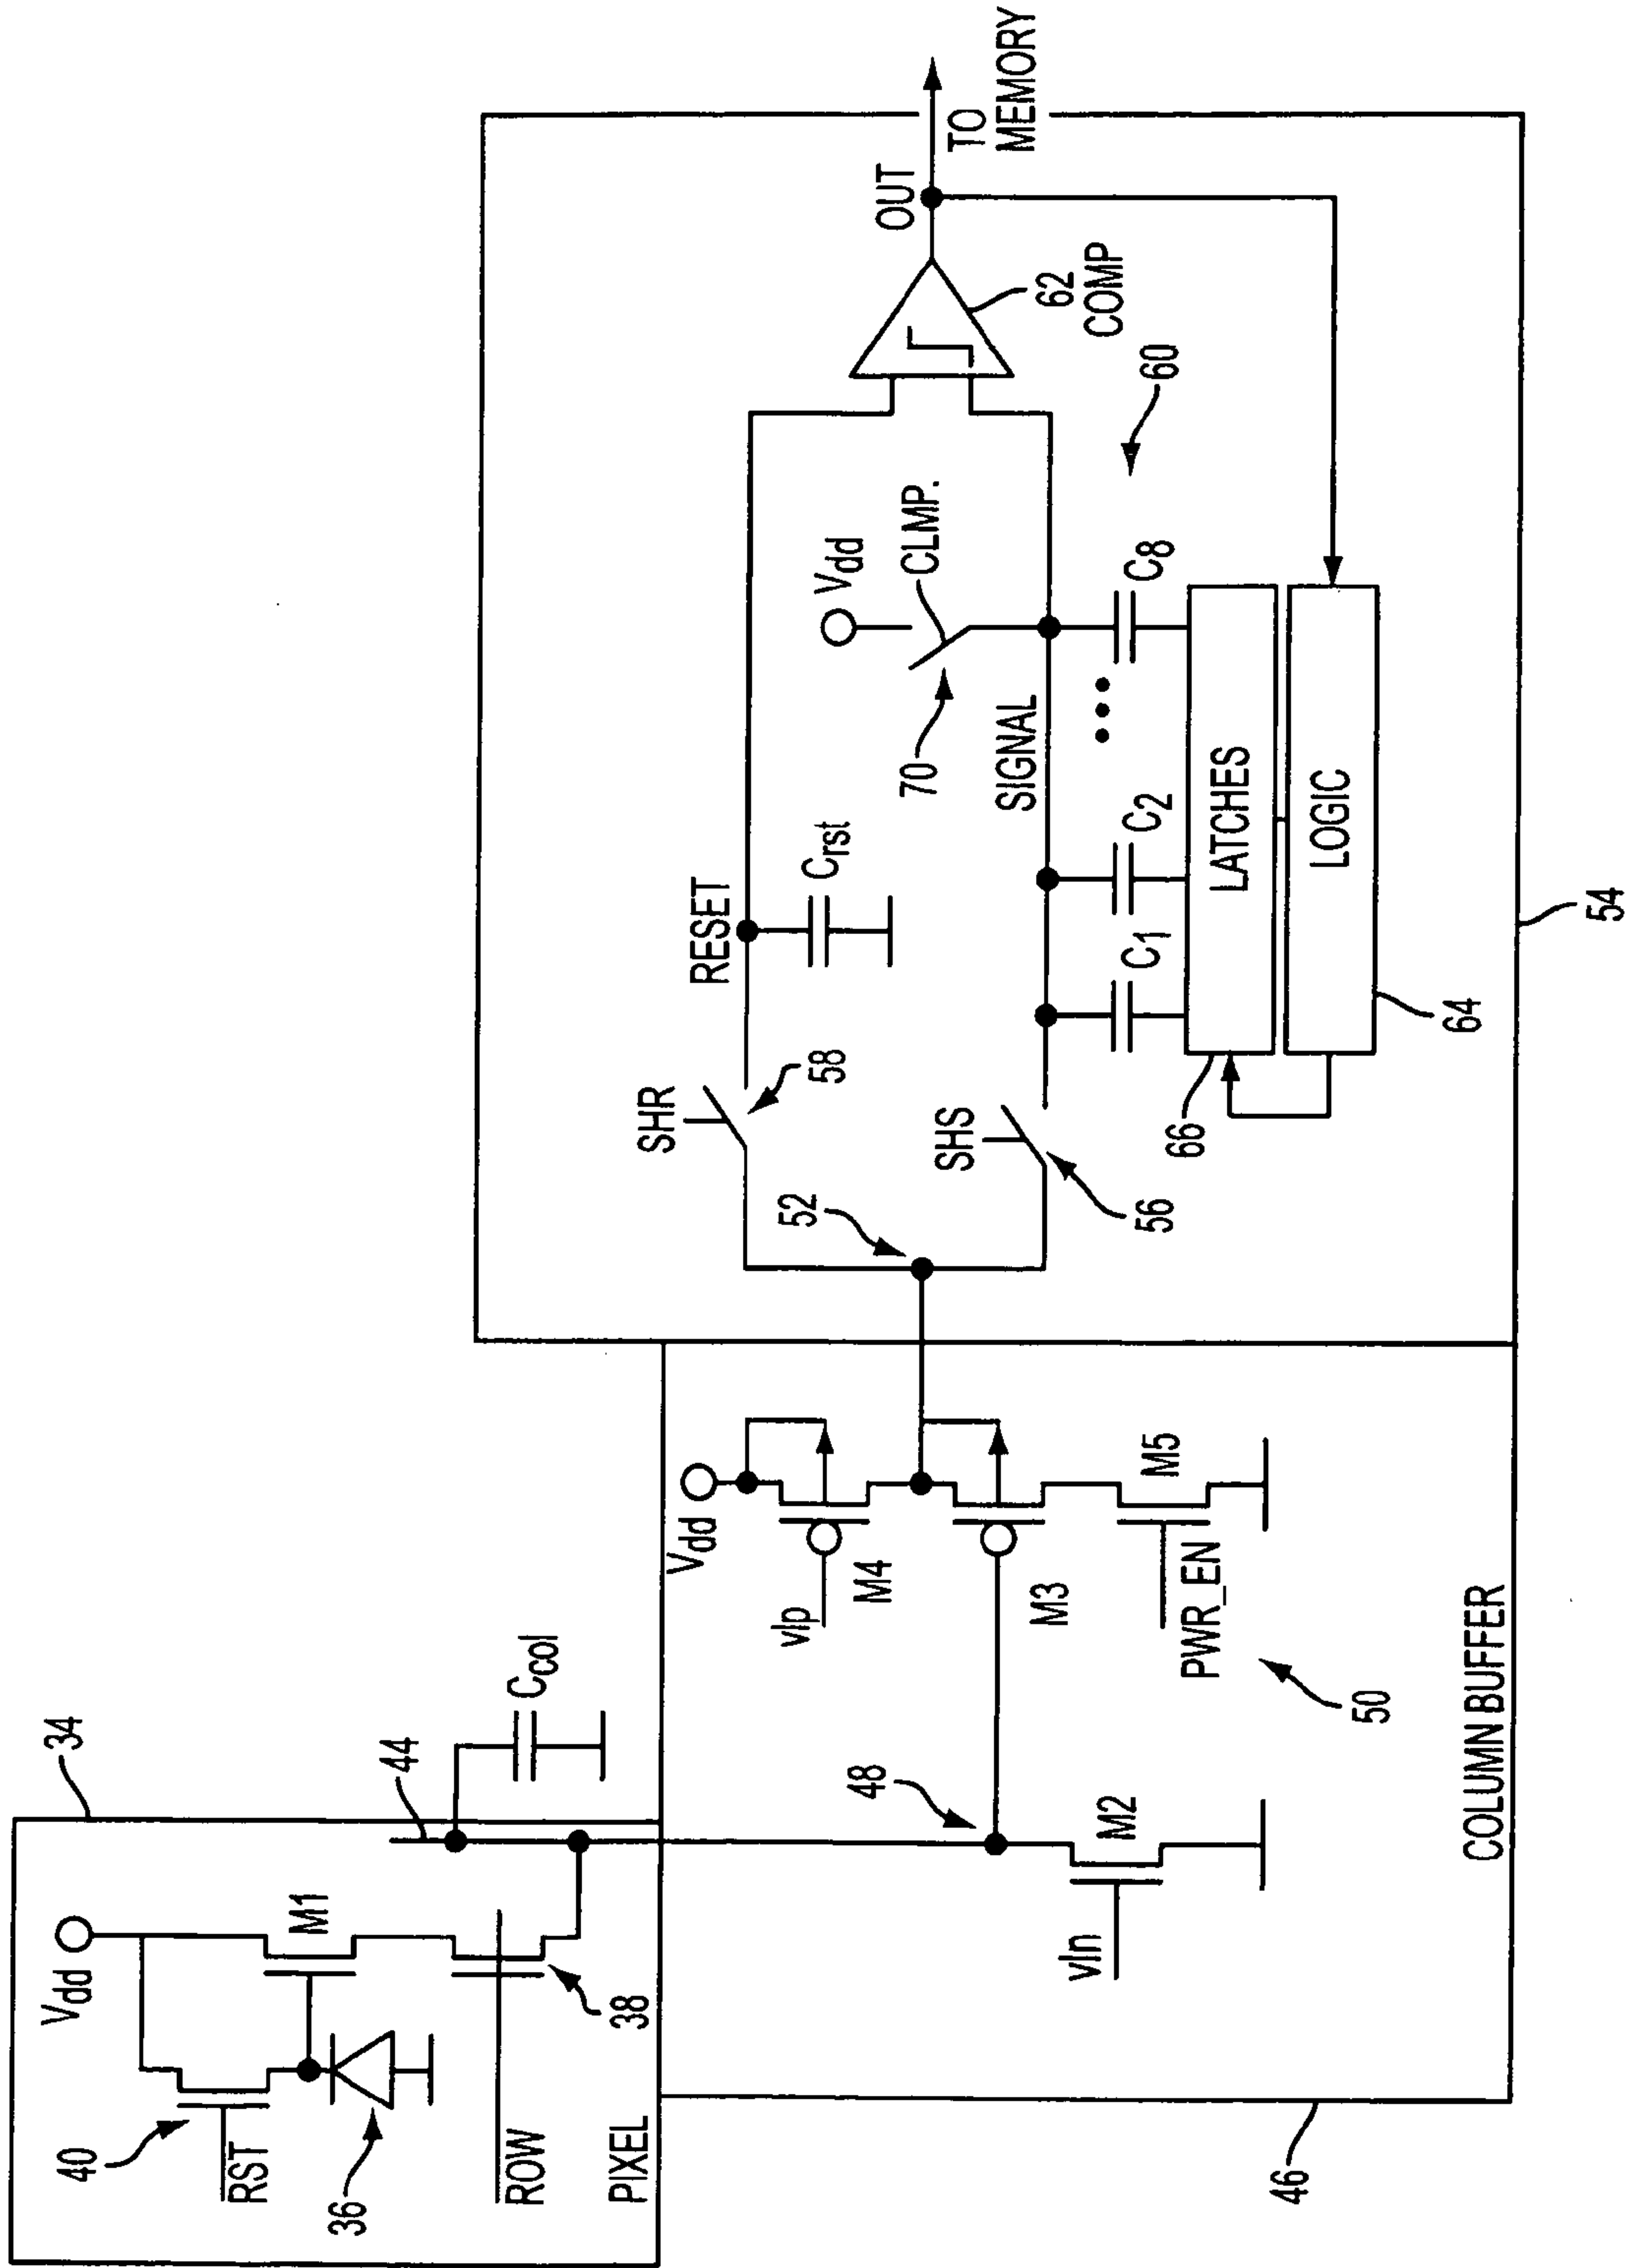 34
Vdd
M1
40
RST
36
ROW
38
PIXEL
44
Ccol
Vdd
vlp
M4
48
M3
vln
M2
M5
PWR_EN
50
COLUMN BUFFER
46
52
SHR
58
RESET
Crst
SHS
56
SIGNAL
70
CLMP.
Vdd
C1
C2
C8
60
66
LATCHES
LOGIC
64
62
COMP
OUT
TO
MEMORY
54